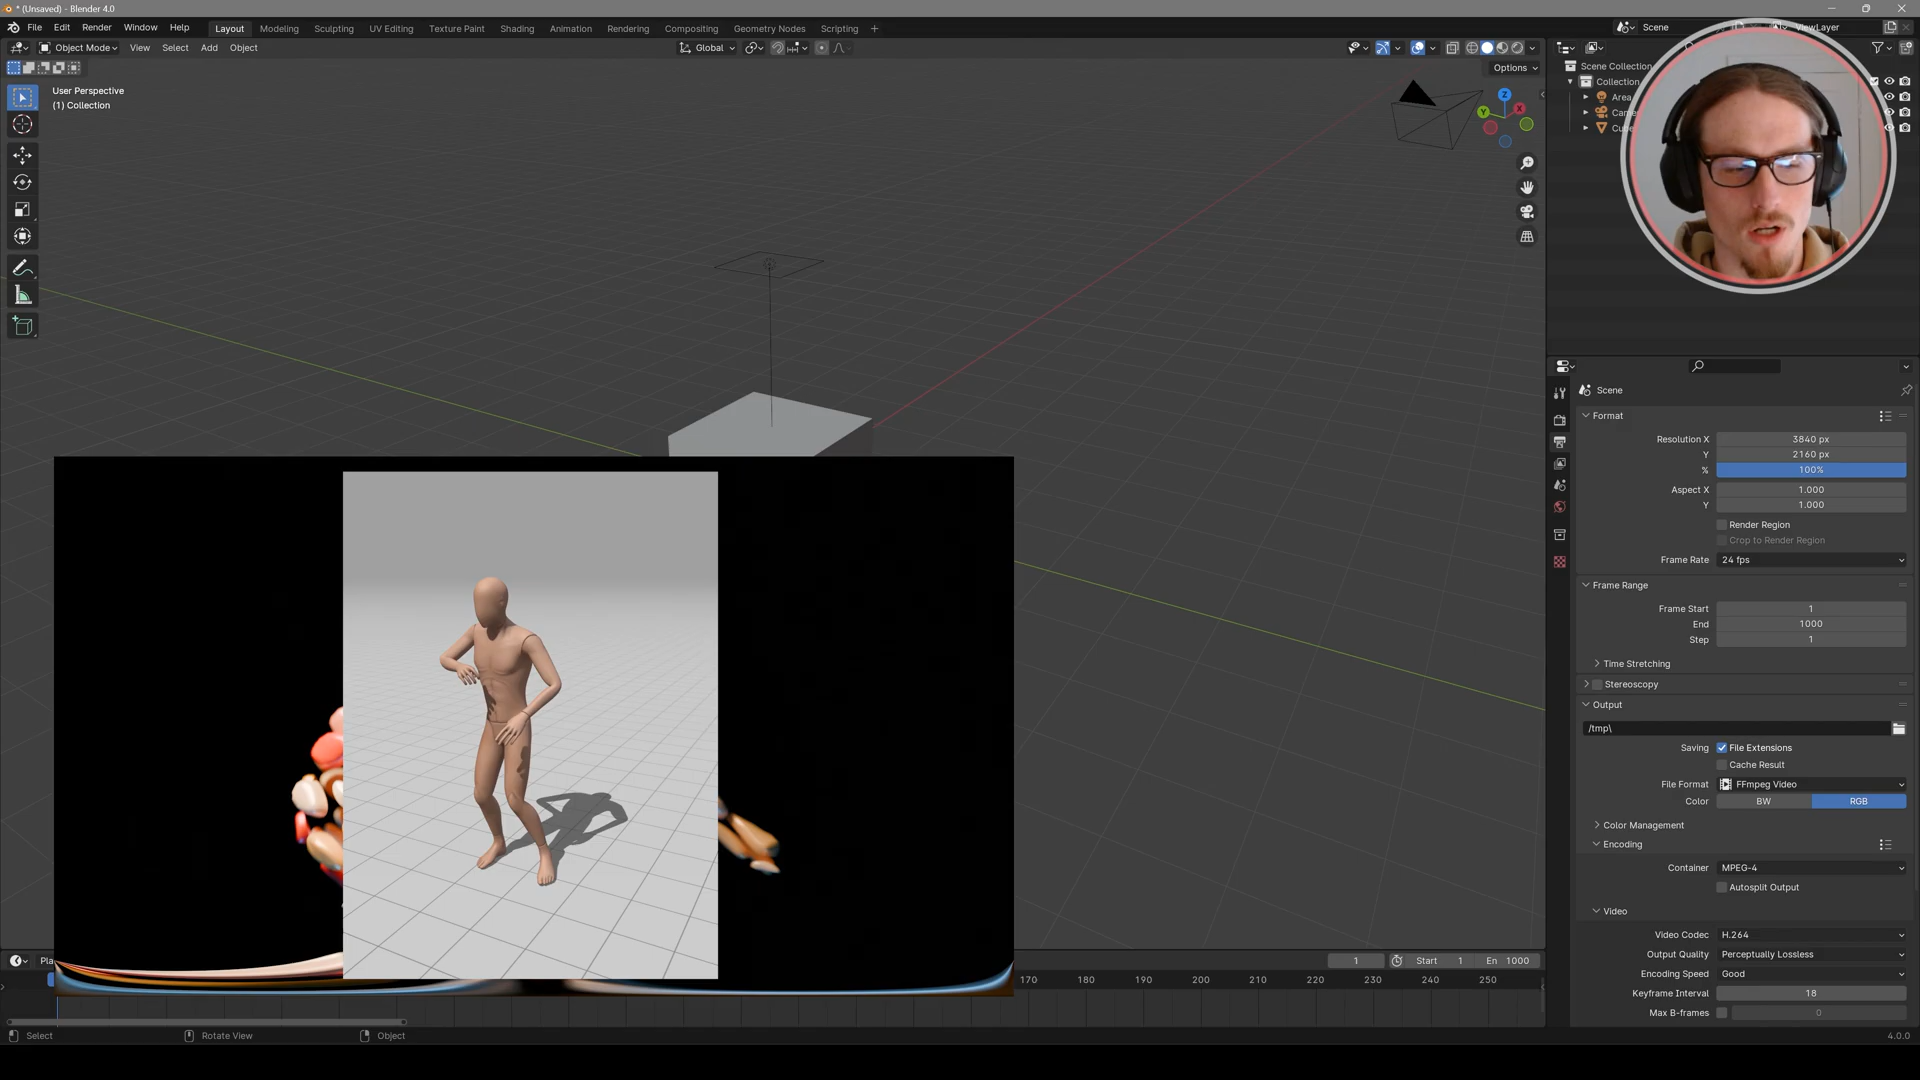 * (Unsaved) - Blender 4.0
File Edit Render Window Help Layout Modeling Sculpting UV Editing Texture Paint Shading Animation Rendering Compositing Geometry Nodes Scripting + Scene ViewLayer
Object Mode View Select Add Object Global
Options
User Perspective
(1) Collection
Z
Y
X
Scene Collection
Collection
Area
Scene
Format
Resolution X 3840 px
Y 2160 px
% 100%
Aspect X 1.000
Y 1.000
Render Region
Crop to Render Region
Frame Rate 24 fps
Frame Range
Frame Start 1
End 1000
Step 1
Time Stretching
Stereoscopy
Output
/tmp\
Saving File Extensions
Cache Result
File Format FFmpeg Video
Color BW RGB
Color Management
Encoding
Container MPEG-4
Autosplit Output
Video
Video Codec H.264
Output Quality Perceptually Lossless
Encoding Speed Good
Keyframe Interval 18
Max B-frames 0
Pla 1 Start 1 En 1000
170 180 190 200 210 220 230 240 250
Select Rotate View Object 4.0.0